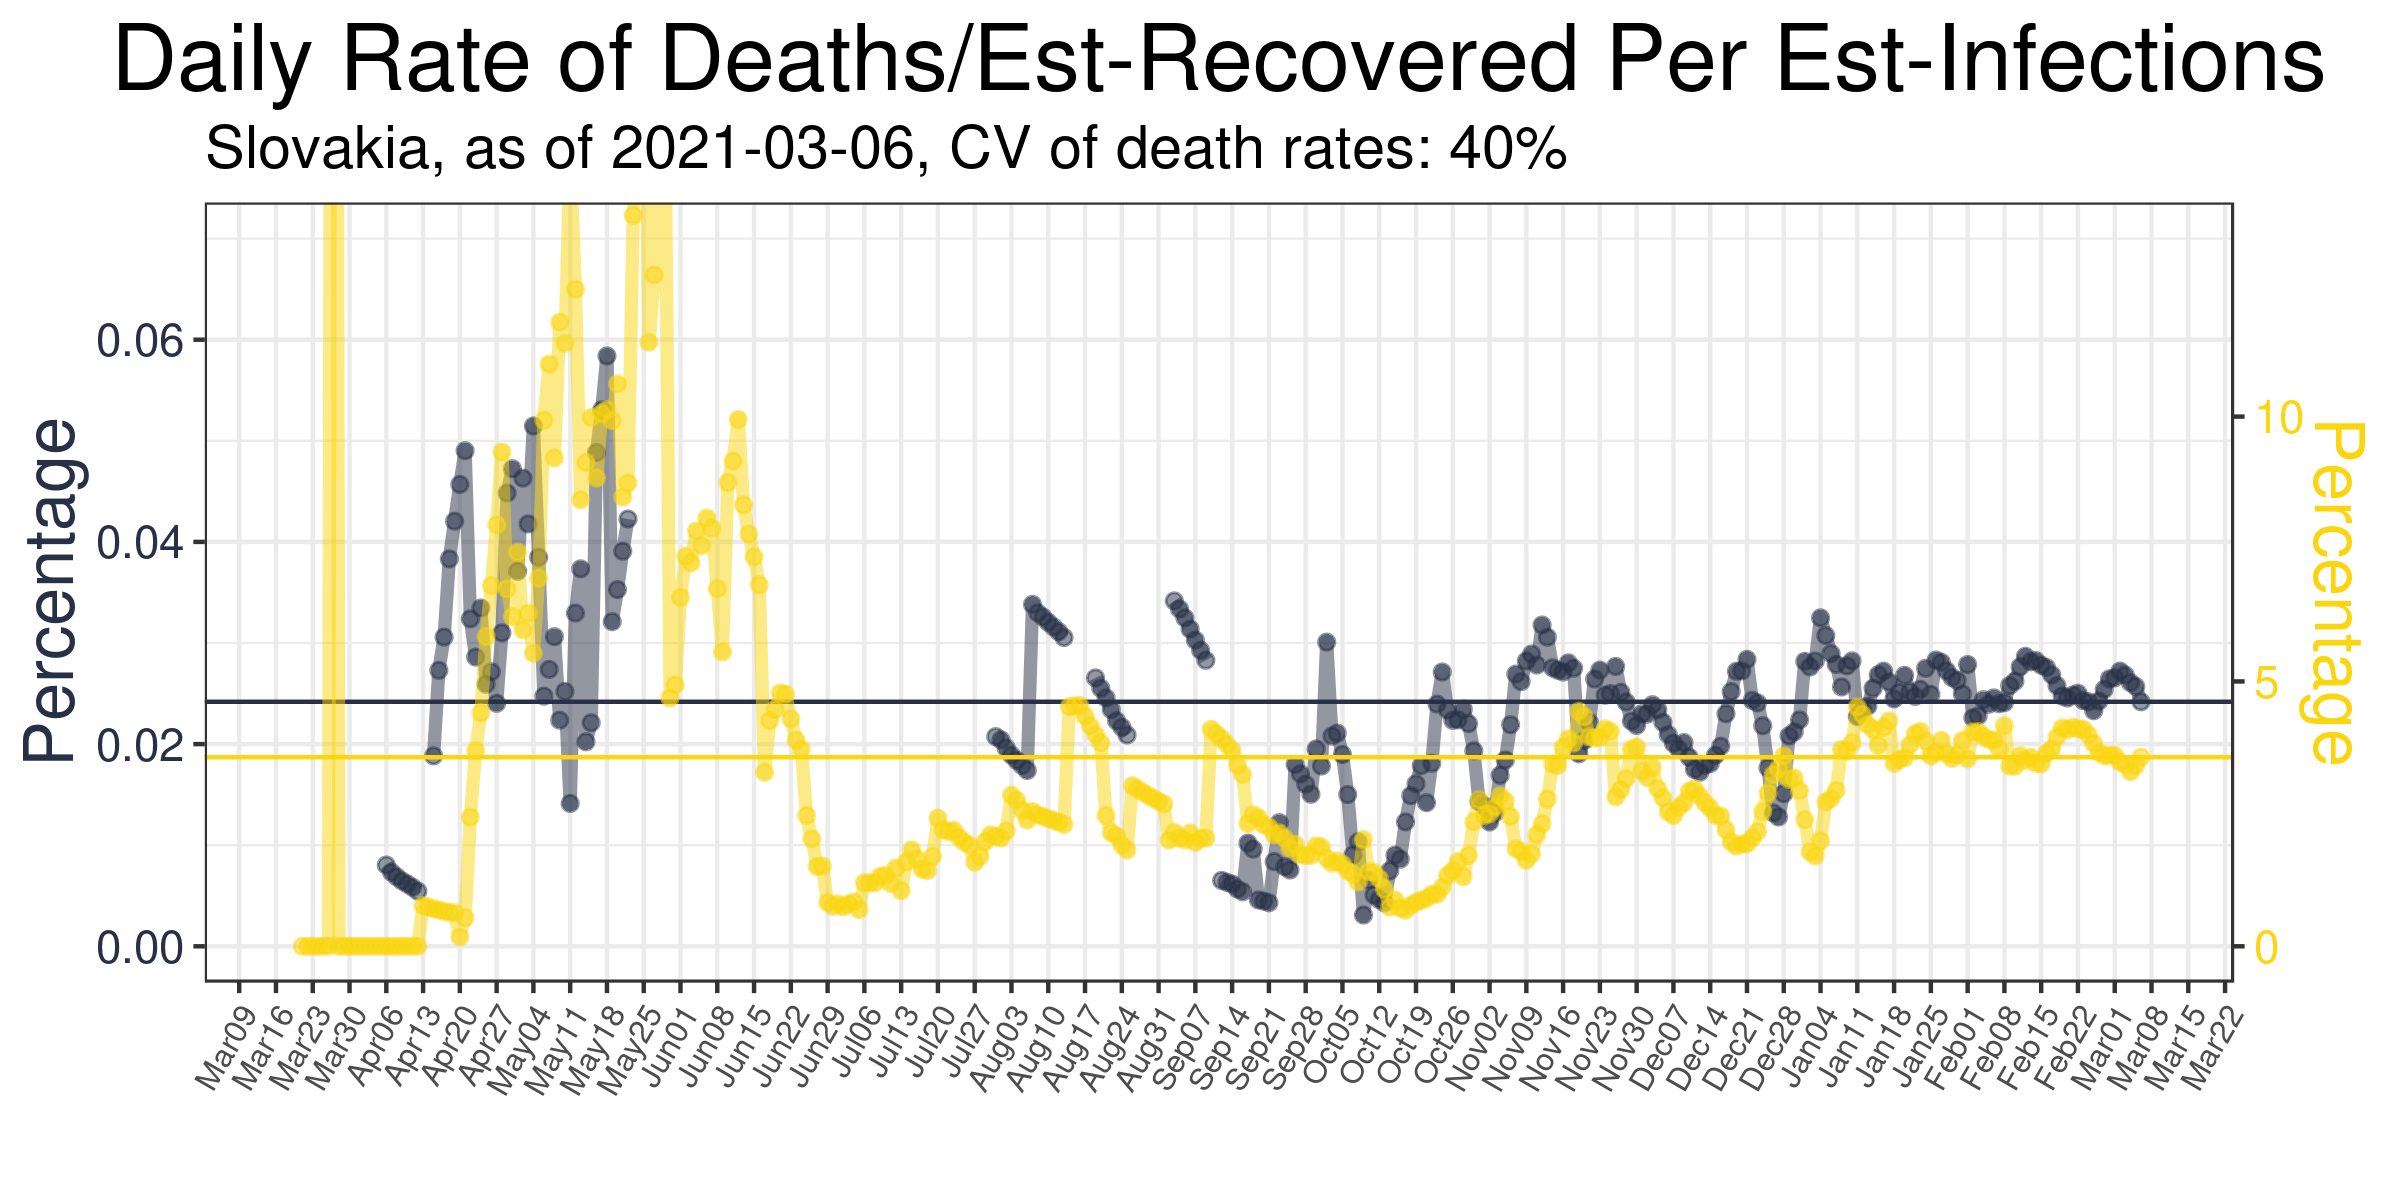 Daily Rate of Deaths/Est-Recovered Per Est-Infections
Slovakia, as of 2021-03-06, CV of death rates: 40%
Percentage
0.06
0.04
0.02
0.00
10
5
0
Percentage
Mar09
Mar16
Mar23
Mar30
Apr06
Apr13
Apr20
Apr27
May04
May11
May18
May25
Jun01
Jun08
Jun15
Jun22
Jun29
Jul06
Jul13
Jul20
Jul27
Aug03
Aug10
Aug17
Aug24
Aug31
Sep07
Sep14
Sep21
Sep28
Oct05
Oct12
Oct19
Oct26
Nov02
Nov09
Nov16
Nov23
Nov30
Dec07
Dec14
Dec21
Dec28
Dec04
Jan11
Jan18
Jan25
Feb01
Feb08
Feb15
Feb22
Mar01
Mar08
Mar15
Mar22